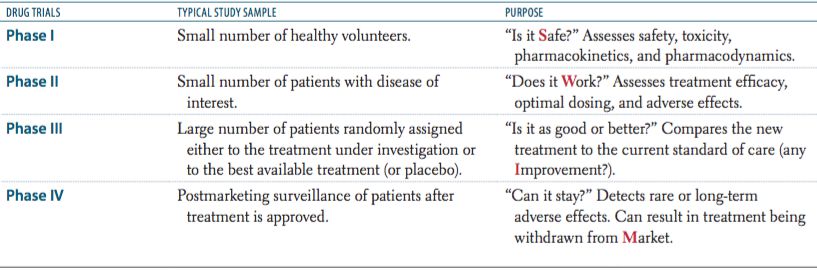 DRUG TRIALS TYPICAL STUDY SAMPLE PURPOSE
Phase I Small number of healthy volunteers. “Is it Safe?” Assesses safety, toxicity,
pharmacokinetics, and pharmacodynamics.
Phase II Small number of patients with disease of “Does it Work?” Assesses treatment efficacy,
interest. optimal dosing, and adverse effects.
Phase III Large number of patients randomly assigned “Is it as good or better?” Compares the new
either to the treatment under investigation or treatment to the current standard of care (any
to the best available treatment (or placebo). Improvement?).
Phase IV Postmarketing surveillance of patients after “Can it stay?” Detects rare or long-term
treatment is approved. adverse effects. Can result in treatment being
withdrawn from Market.